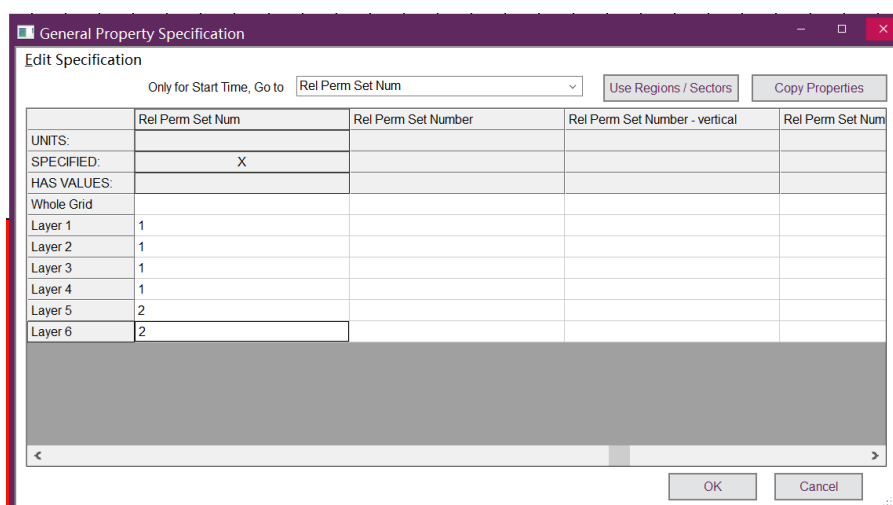 General Property Specification
Edit Specification
Only for Start Time, Go to Rel Perm Set Num Use Regions / Sectors Copy Properties
Rel Perm Set Num Rel Perm Set Number Rel Perm Set Number - vertical Rel Perm Set Num
UNITS:
SPECIFIED: X
HAS VALUES:
Whole Grid
Layer 1 1
Layer 2 1
Layer 3 1
Layer 4 1
Layer 5 2
Layer 6 2
OK Cancel